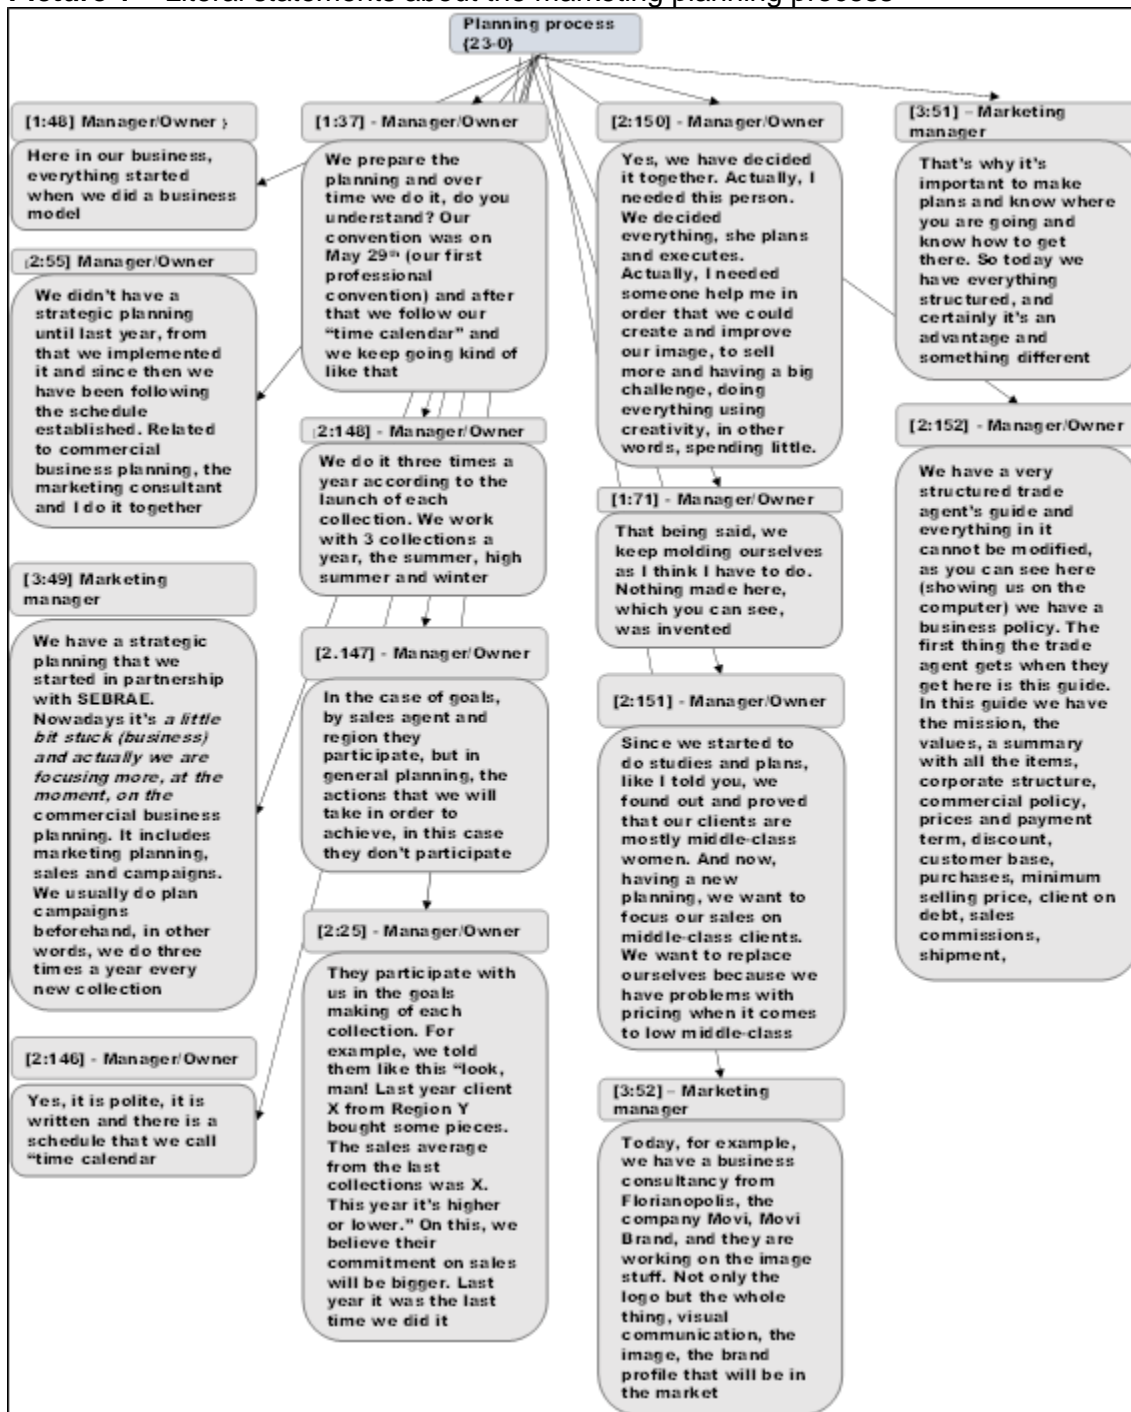 Literal statements about the marketing planning process
Planning process
{23-0}
[1:48] Manager/Owner }
Here in our business,
everything started
when we did a business
model
[2:55] Manager/Owner
We didn't have a
strategic planning
until last year, from
that we implemented
it and since then we
have been following
the schedule
established. Related
to commercial
business planning, the
marketing consultant
and I do it together
[3:49] Marketing
manager
We have a strategic
planning that we
started in partnership
with SEBRAE.
Nowadays it's a little
bit stuck (business)
and actually we are
focusing more, at the
moment, on the
commercial business
planning. It includes
marketing planning,
sales and campaigns.
We usually do plan
campaigns
beforehand, in other
words, we do three
times a year every
new collection
[2:146] - Manager/Owner
Yes, it is polite, it is
written and there is a
schedule that we call
“time calendar
[1:37] - Manager/Owner
We prepare the
planning and over
time we do it, do you
understand? Our
convention was on
May 29th (our first
professional
convention) and after
that we follow our
“time calendar” and
we keep going kind of
like that
[2:148] - Manager/Owner
We do it three times a
year according to the
launch of each
collection. We work
with 3 collections a
year, the summer, high
summer and winter
[2.147] - Manager/Owner
In the case of goals,
by sales agent and
region they
participate, but in
general planning, the
actions that we will
take in order to
achieve, in this case
they don't participate
[2:25] - Manager/Owner
They participate with
us in the goals
making of each
collection. For
example, we told
them like this “look,
man! Last year client
X from Region Y
bought some pieces.
The sales average
from the last
collections was X.
This year it's higher
or lower.” On this, we
believe their
commitment on sales
will be bigger. Last
year it was the last
time we did it
[2:150] - Manager/Owner
Yes, we have decided
it together. Actually, I
needed this person.
We decided
everything, she plans
and executes.
Actually, I needed
someone help me in
order that we could
create and improve
our image, to sell
more and having a big
challenge, doing
everything using
creativity, in other
words, spending little.
[1:71] - Manager/Owner
That being said, we
keep molding ourselves
as I think I have to do.
Nothing made here,
which you can see,
was invented
[2:151] - Manager/Owner
Since we started to
do studies and plans,
like I told you, we
found out and proved
that our clients are
mostly middle-class
women. And now,
having a new
planning, we want to
focus our sales on
middle-class clients.
We want to replace
ourselves because we
have problems with
pricing when it comes
to low middle-class
[3:52] – Marketing
manager
Today, for example,
we have a business
consultancy from
Florianopolis, the
company Movi, Movi
Brand, and they are
working on the image
stuff. Not only the
logo but the whole
thing, visual
communication, the
image, the brand
profile that will be in
the market
[3:51] – Marketing
manager
That's why it's
important to make
plans and know where
you are going and
know how to get
there. So today we
have everything
structured, and
certainly it's an
advantage and
something different
[2:152] - Manager/Owner
We have a very
structured trade
agent's guide and
everything in it
cannot be modified,
as you can see here
(showing us on the
computer) we have a
business policy. The
first thing the trade
agent gets when they
get here is this guide.
In this guide we have
the mission, the
values, a summary
with all the items,
corporate structure,
commercial policy,
prices and payment
term, discount,
customer base,
purchases, minimum
selling price, client on
debt, sales
commissions,
shipment,